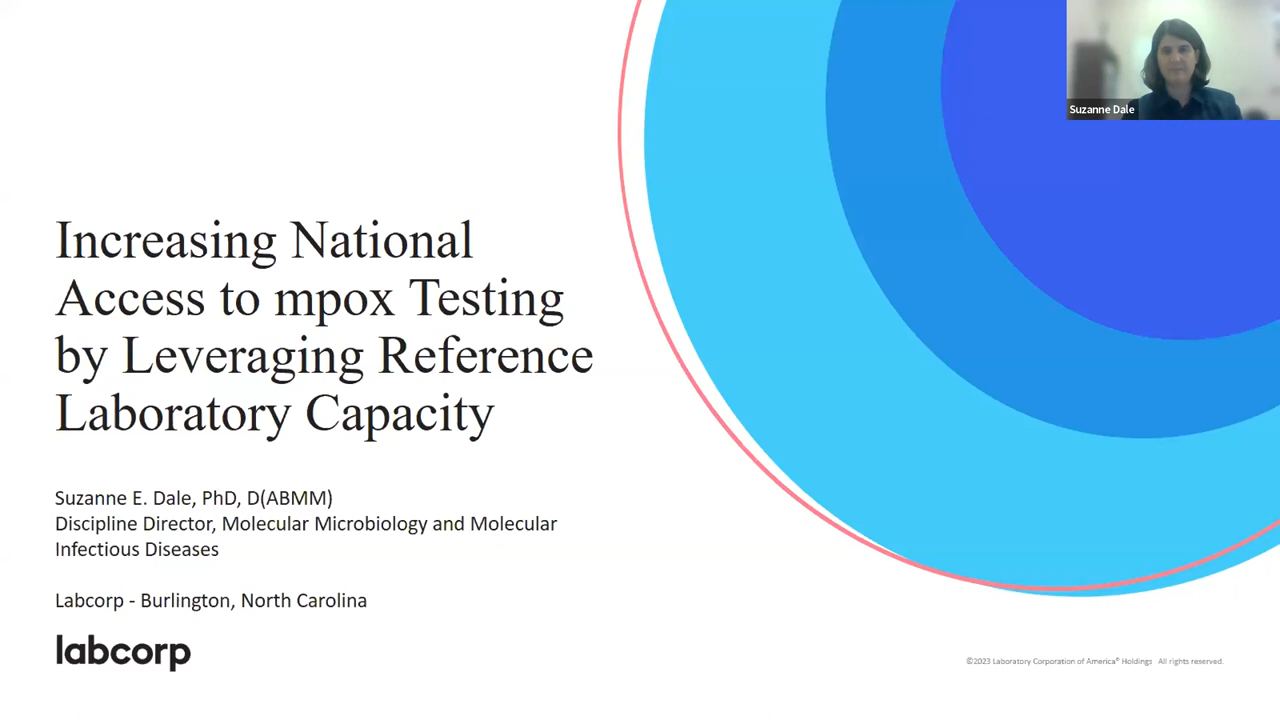 Suzanne Dale
Increasing National
Access to mpox Testing
by Leveraging Reference
Laboratory Capacity
Suzanne E. Dale, PhD, D(ABMM)
Discipline Director, Molecular Microbiology and Molecular
Infectious Diseases
Labcorp - Burlington, North Carolina
labcorp
©2023 Laboratory Corporation of America® Holdings All rights reserved.